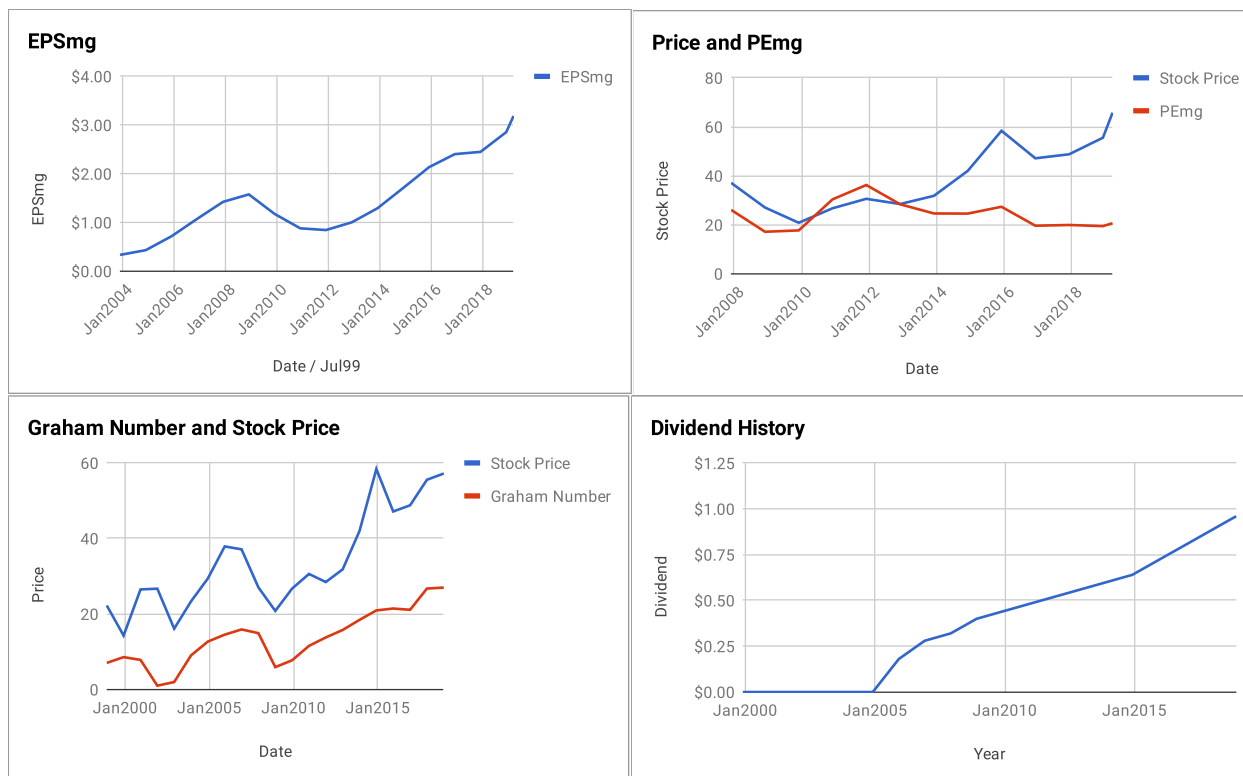 EPSmg
$4.00
$3.00
$2.00
$1.00
$0.00
EPSmg
EPSmg
Jan2004
Jan2006
Jan2008
Jan2010
Jan2012
Jan2014
Jan2016
Jan2018
Date / Jul99
Price and PEmg
80
60
40
20
0
Stock Price
Stock Price
PEmg
Jan2008
Jan2010
Jan2012
Jan2014
Jan2016
Jan2018
Date
Graham Number and Stock Price
60
40
20
0
Price
Stock Price
Graham Number
Jan2000
Jan2005
Jan2010
Jan2015
Date
Dividend History
$1.25
$1.00
$0.75
$0.50
$0.25
$0.00
Dividend
Jan2000
Jan2005
Jan2010
Jan2015
Year